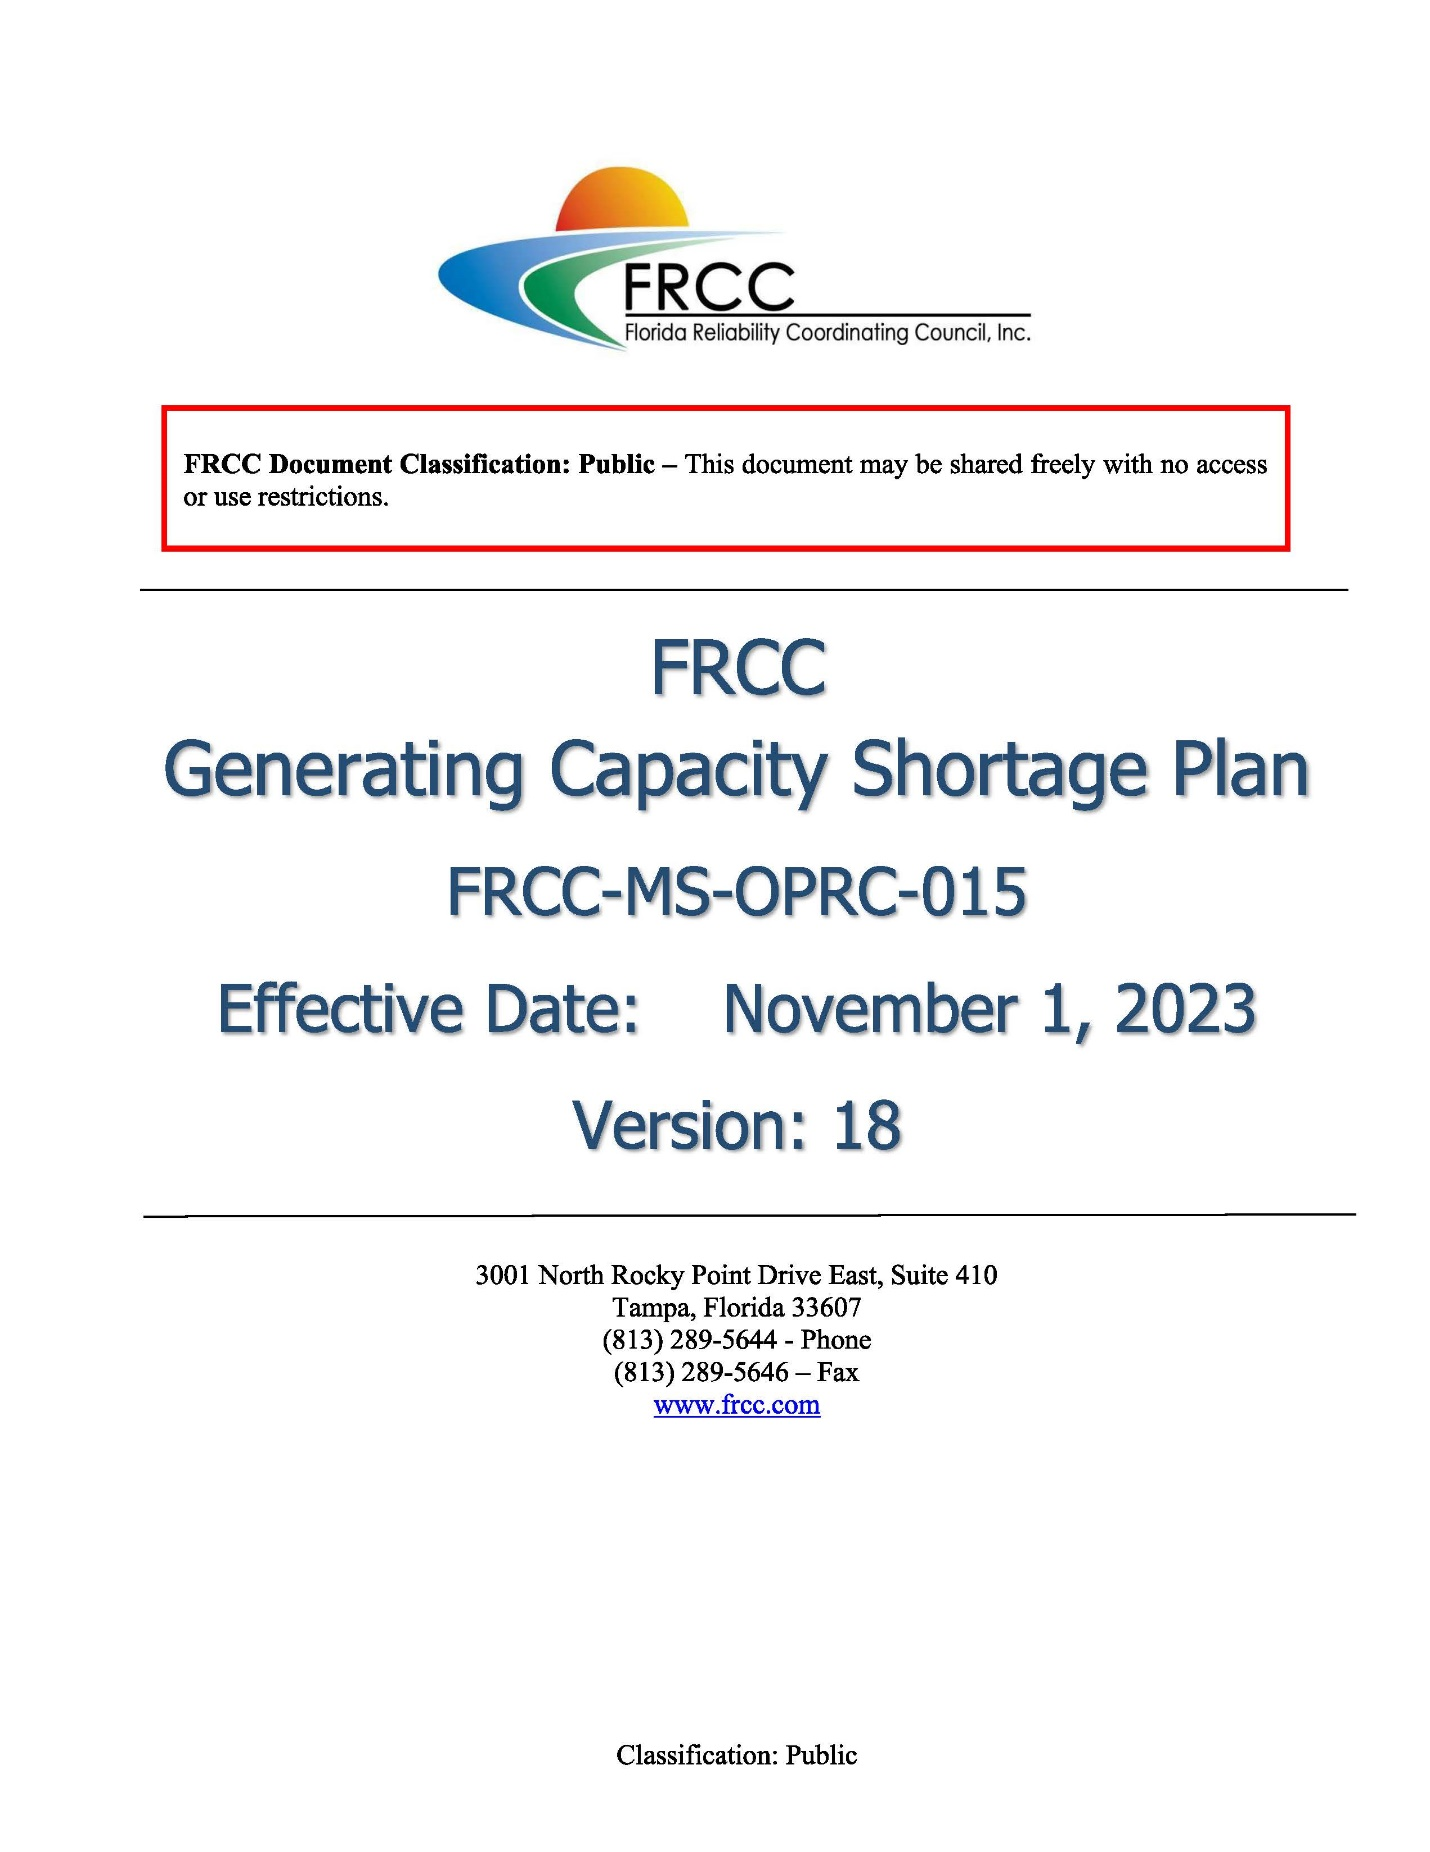 FRCC
Florida Reliability Coordinating Council, Inc.
FRCC Document Classification: Public – This document may be shared freely with no access
or use restrictions.
FRCC
Generating Capacity Shortage Plan
FRCC-MS-OPRC-015
Effective Date: November 1, 2023
Version: 18
3001 North Rocky Point Drive East, Suite 410
Tampa, Florida 33607
(813) 289-5644 - Phone
(813) 289-5646 – Fax
www.frcc.com
Classification: Public